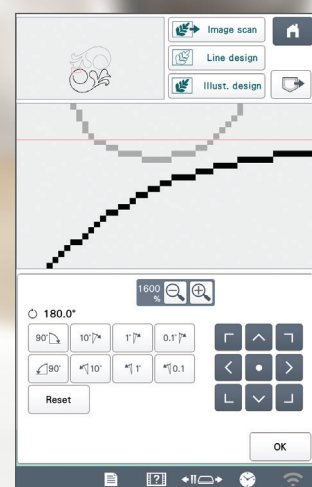 Image scan
Line design
Illust. design
1600
%
180.0°
90°
10°
1°
0.1°
90°
10°
1°
0.1
Reset
OK